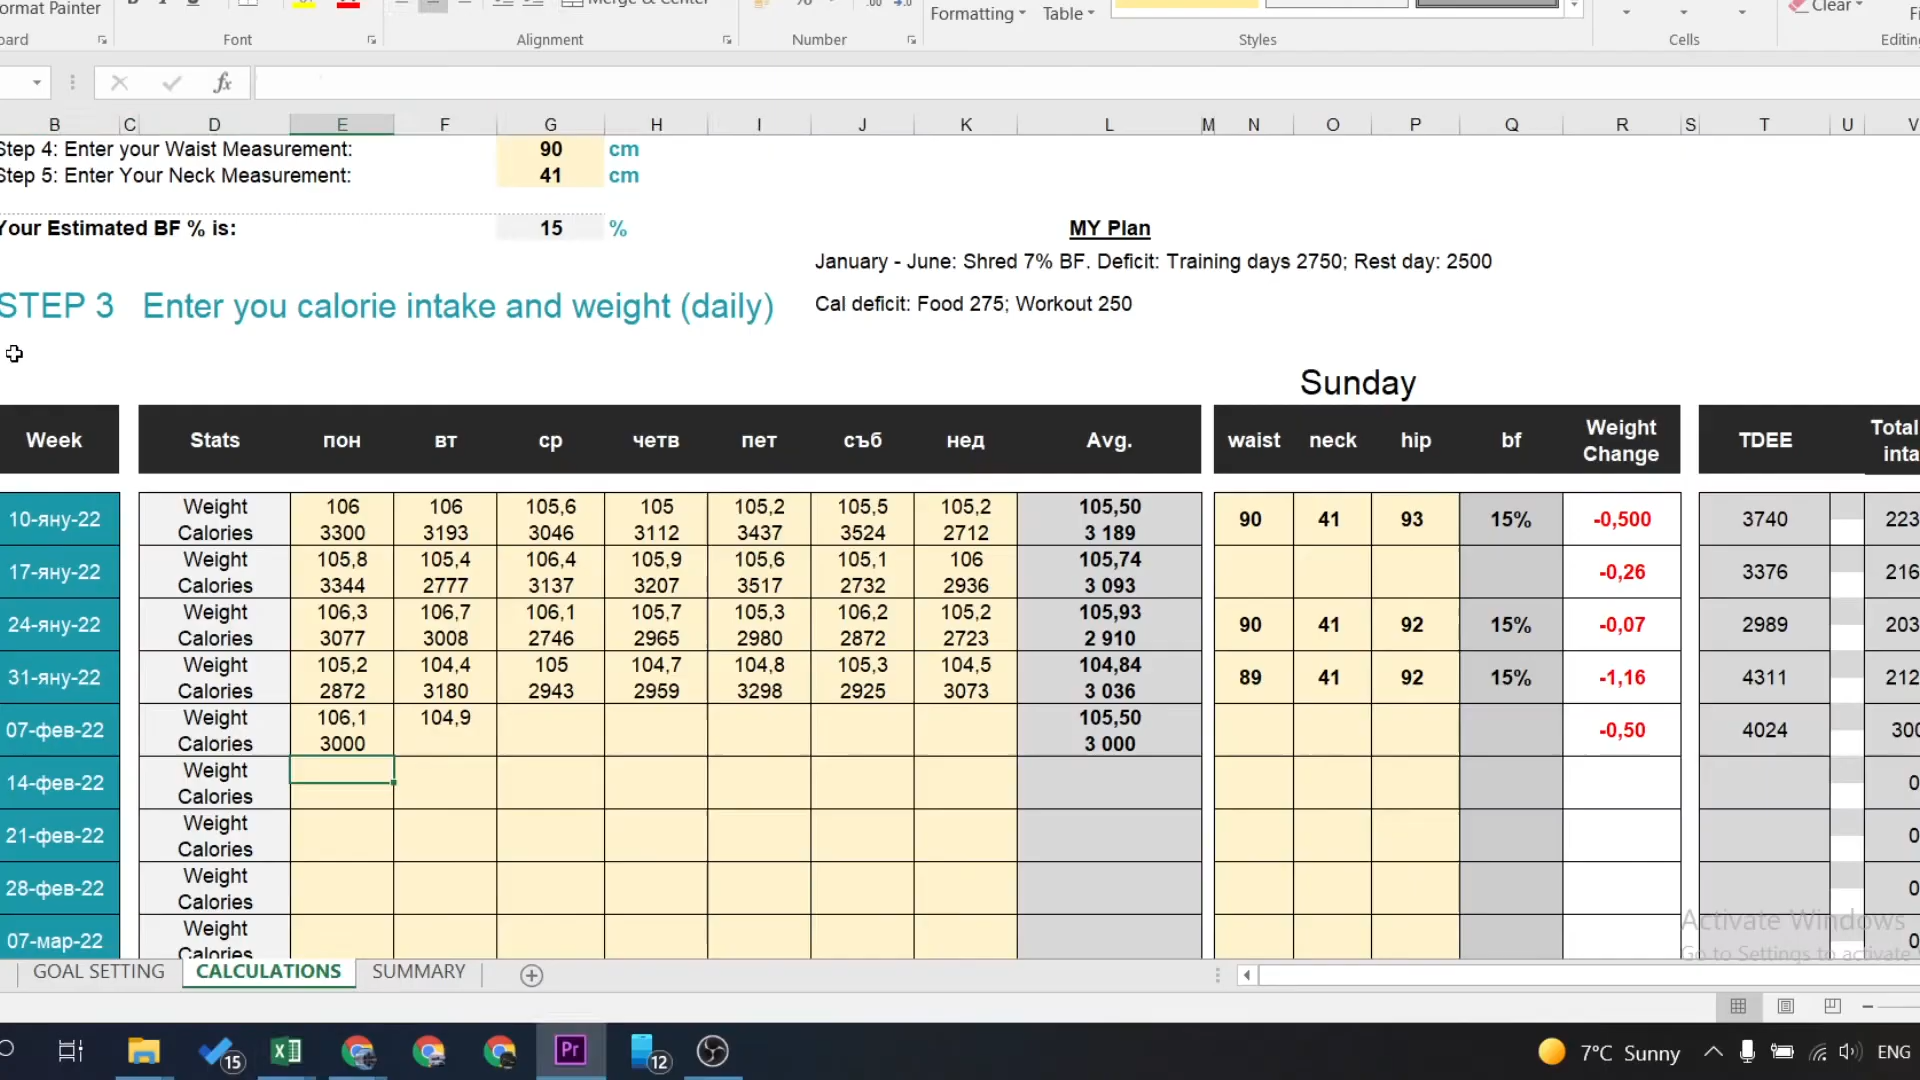 ormat Painter
Merge & Center
Formatting
Table
Clear
ard
Font
Alignment
Number
Styles
Cells
Editing
fx
B C D E F G H I J K L M N O P Q R S T U V
Step 4: Enter your Waist Measurement: 90 cm
Step 5: Enter Your Neck Measurement: 41 cm
Your Estimated BF % is: 15 %
MY Plan
January - June: Shred 7% BF. Deficit: Training days 2750; Rest day: 2500
STEP 3 Enter you calorie intake and weight (daily)
Cal deficit: Food 275; Workout 250
Sunday
Week Stats пон вт ср четв пет съб нед Avg. waist neck hip bf Weight Change TDEE Total inta
10-яну-22
Weight 106 106 105,6 105 105,2 105,5 105,2 105,50
Calories 3300 3193 3046 3112 3437 3524 2712 3 189
90 41 93 15% -0,500 3740 223
17-яну-22
Weight 105,8 105,4 106,4 105,9 105,6 105,1 106 105,74
Calories 3344 2777 3137 3207 3517 2732 2936 3 093
-0,26 3376 216
24-яну-22
Weight 106,3 106,7 106,1 105,7 105,3 106,2 105,2 105,93
Calories 3077 3008 2746 2965 2980 2872 2723 2 910
90 41 92 15% -0,07 2989 203
31-яну-22
Weight 105,2 104,4 105 104,7 104,8 105,3 104,5 104,84
Calories 2872 3180 2943 2959 3298 2925 3073 3 036
89 41 92 15% -1,16 4311 212
07-фев-22
Weight 106,1 104,9 105,50
Calories 3000 3 000
-0,50 4024 300
14-фев-22
Weight
Calories
0
21-фев-22
Weight
Calories
0
28-фев-22
Weight
Calories
0
07-мар-22
Weight
Calories
0
Activate Windows
Go to Settings to activate
GOAL SETTING CALCULATIONS SUMMARY
15
Pr
12
7°C Sunny
ENG